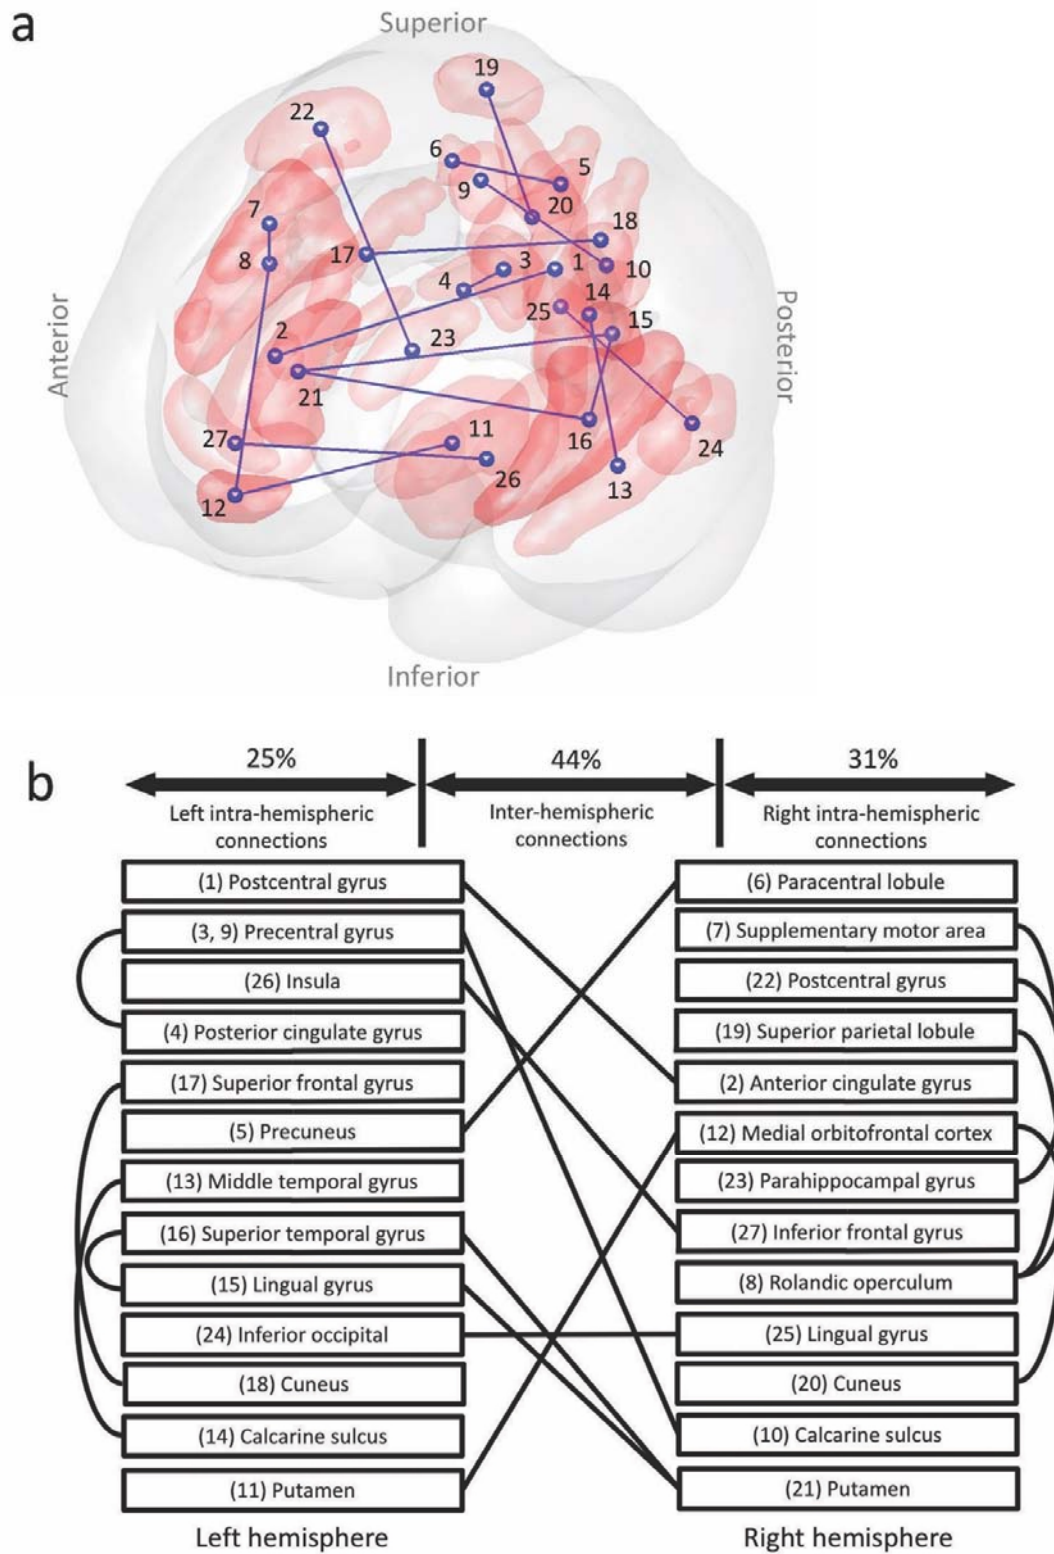 a
Superior
19
22
6
5
9
7
20
18
17
3
1
10
8
4
14
25
15
2
23
21
11
27
16
24
26
13
12
Anterior
Posterior
Inferior
b
25%
44%
31%
Left intra-hemispheric
connections
Inter-hemispheric
connections
Right intra-hemispheric
connections
(1) Postcentral gyrus
(6) Paracentral lobule
(3, 9) Precentral gyrus
(7) Supplementary motor area
(26) Insula
(22) Postcentral gyrus
(4) Posterior cingulate gyrus
(19) Superior parietal lobule
(17) Superior frontal gyrus
(2) Anterior cingulate gyrus
(5) Precuneus
(12) Medial orbitofrontal cortex
(13) Middle temporal gyrus
(23) Parahippocampal gyrus
(16) Superior temporal gyrus
(27) Inferior frontal gyrus
(15) Lingual gyrus
(8) Rolandic operculum
(24) Inferior occipital
(25) Lingual gyrus
(18) Cuneus
(20) Cuneus
(14) Calcarine sulcus
(10) Calcarine sulcus
(11) Putamen
(21) Putamen
Left hemisphere
Right hemisphere